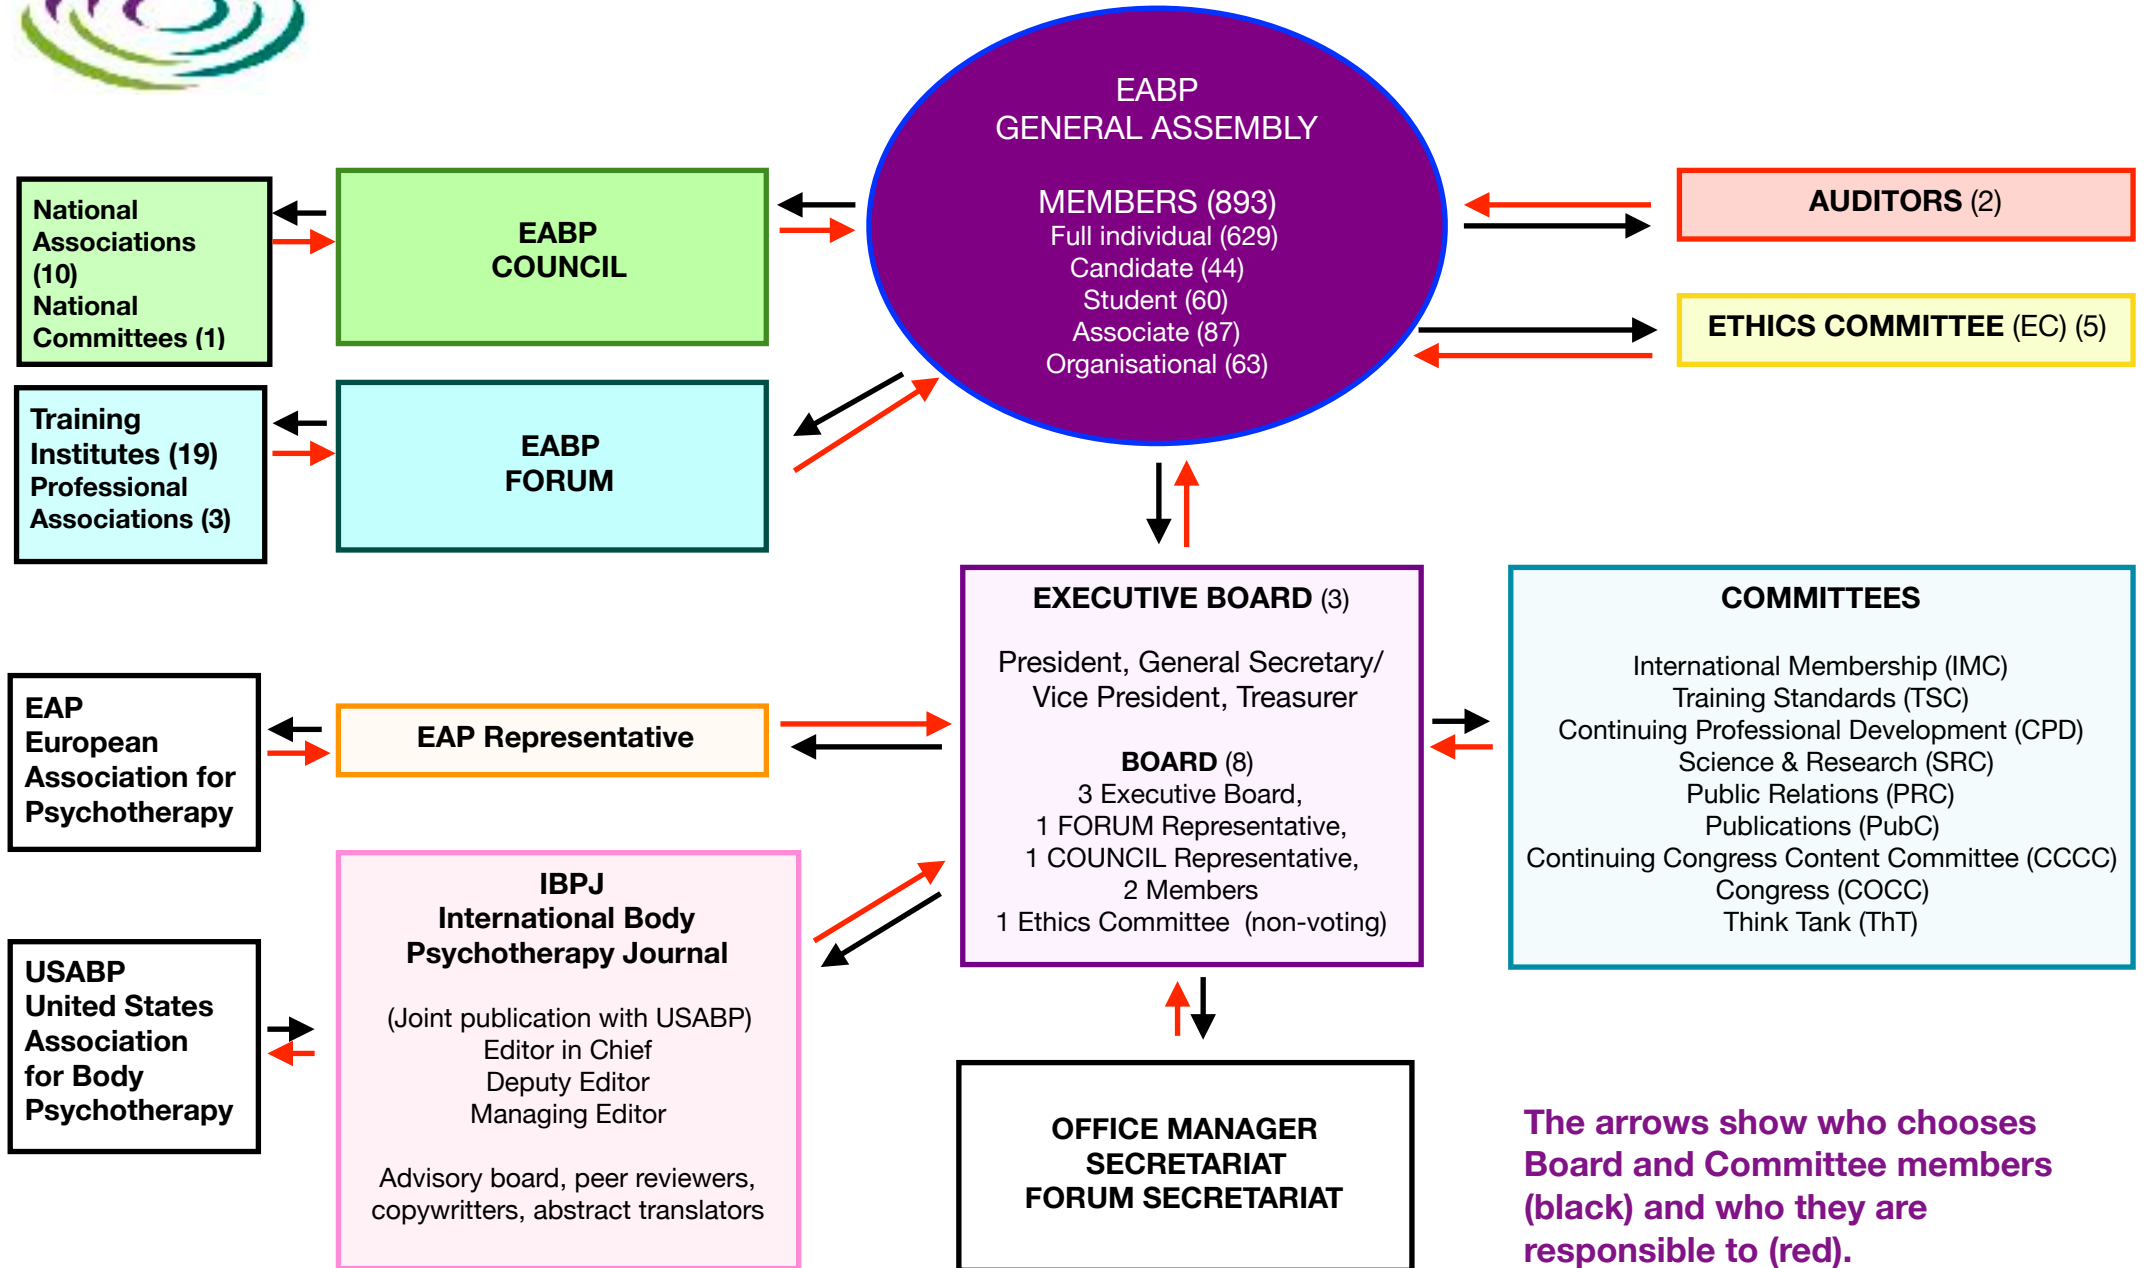 EABP
GENERAL ASSEMBLY
MEMBERS (893)
Full individual (629)
Candidate (44)
Student (60)
Associate (87)
Organisational (63)
National
Associations
(10)
National
Committees (1)
EABP
COUNCIL
AUDITORS (2)
ETHICS COMMITTEE (EC) (5)
Training
Institutes (19)
Professional
Associations (3)
EABP
FORUM
EXECUTIVE BOARD (3)
President, General Secretary/
Vice President, Treasurer
BOARD (8)
3 Executive Board,
1 FORUM Representative,
1 COUNCIL Representative,
2 Members
1 Ethics Committee (non-voting)
COMMITTEES
International Membership (IMC)
Training Standards (TSC)
Continuing Professional Development (CPD)
Science & Research (SRC)
Public Relations (PRC)
Publications (PubC)
Continuing Congress Content Committee (CCCC)
Congress (COCC)
Think Tank (ThT)
EAP
European
Association for
Psychotherapy
EAP Representative
IBPJ
International Body
Psychotherapy Journal
(Joint publication with USABP)
Editor in Chief
Deputy Editor
Managing Editor
Advisory board, peer reviewers,
copywritters, abstract translators
USABP
United States
Association
for Body
Psychotherapy
OFFICE MANAGER
SECRETARIAT
FORUM SECRETARIAT
The arrows show who chooses
Board and Committee members
(black) and who they are
responsible to (red).